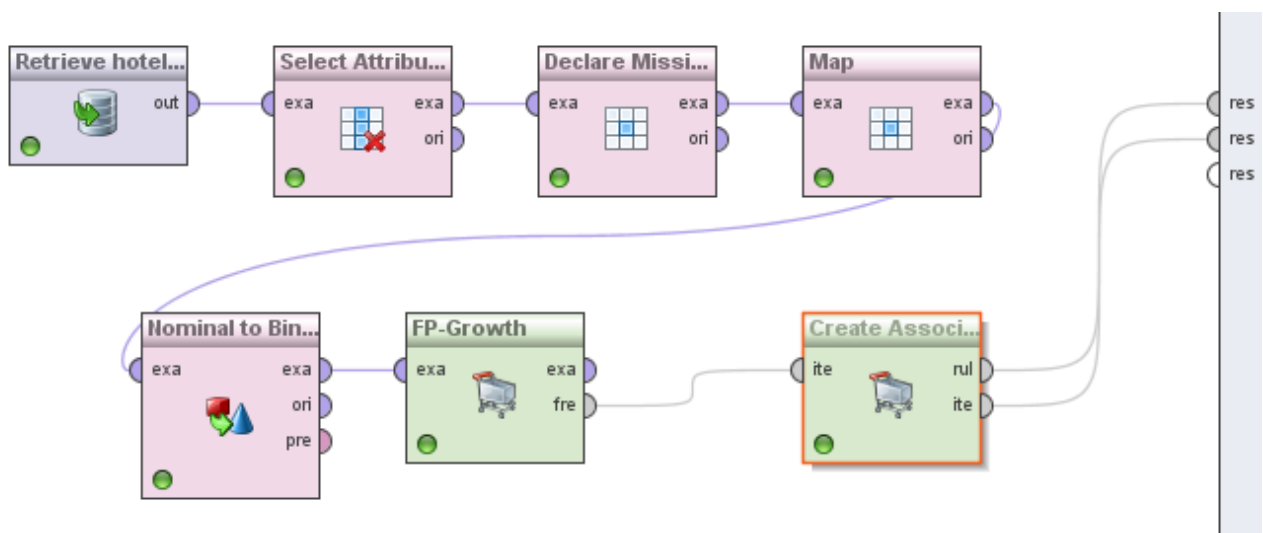 Retrieve hotel...
out
Select Attribu...
exa exa
ori
Declare Missi...
exa exa
ori
Map
exa exa
ori
res
res
res
Nominal to Bin...
exa exa
ori
pre
FP-Growth
exa exa
fre
Create Associ...
ite rul
ite